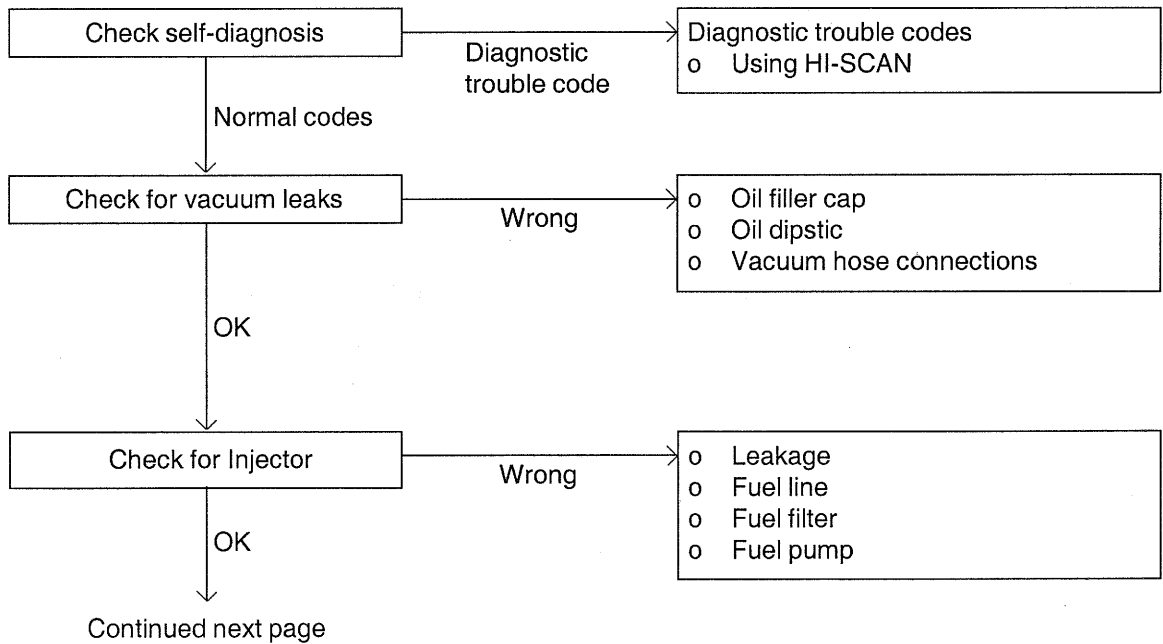 Check self-diagnosis
Diagnostic
trouble code
Diagnostic trouble codes
o Using HI-SCAN
Normal codes
Check for vacuum leaks
Wrong
o Oil filler cap
o Oil dipstic
o Vacuum hose connections
OK
Check for Injector
Wrong
o Leakage
o Fuel line
o Fuel filter
o Fuel pump
OK
Continued next page